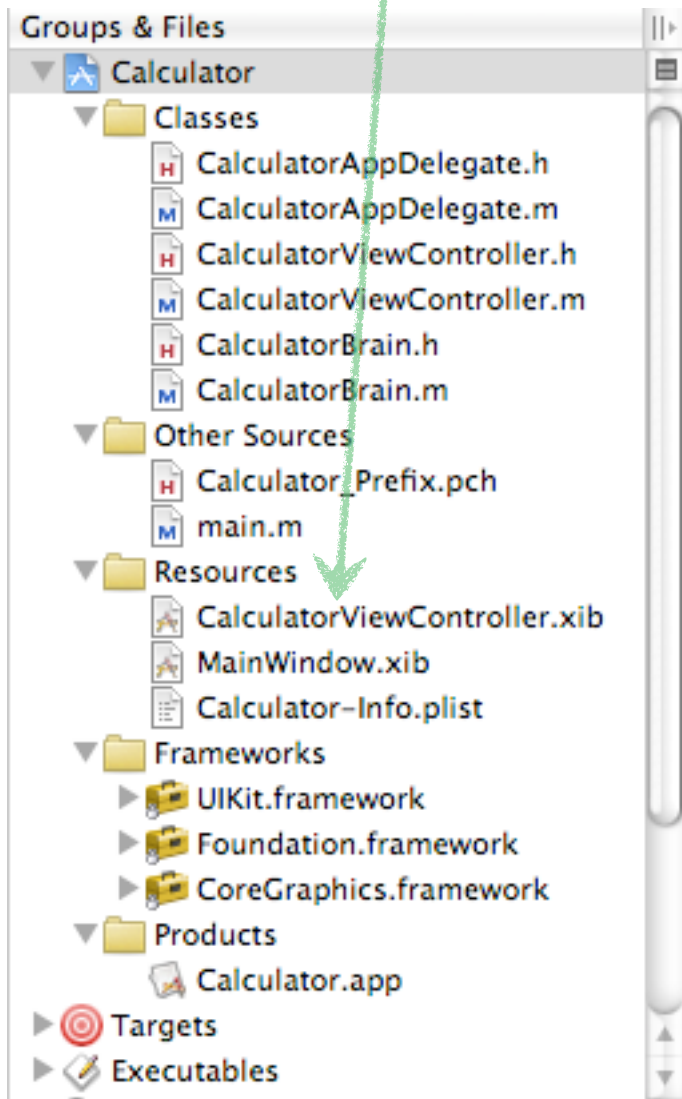 Groups & Files
Calculator
Classes
CalculatorAppDelegate.h
CalculatorAppDelegate.m
CalculatorViewController.h
CalculatorViewController.m
CalculatorBrain.h
CalculatorBrain.m
Other Sources
Calculator_Prefix.pch
main.m
Resources
CalculatorViewController.xib
MainWindow.xib
Calculator-Info.plist
Frameworks
UIKit.framework
Foundation.framework
CoreGraphics.framework
Products
Calculator.app
Targets
Executables